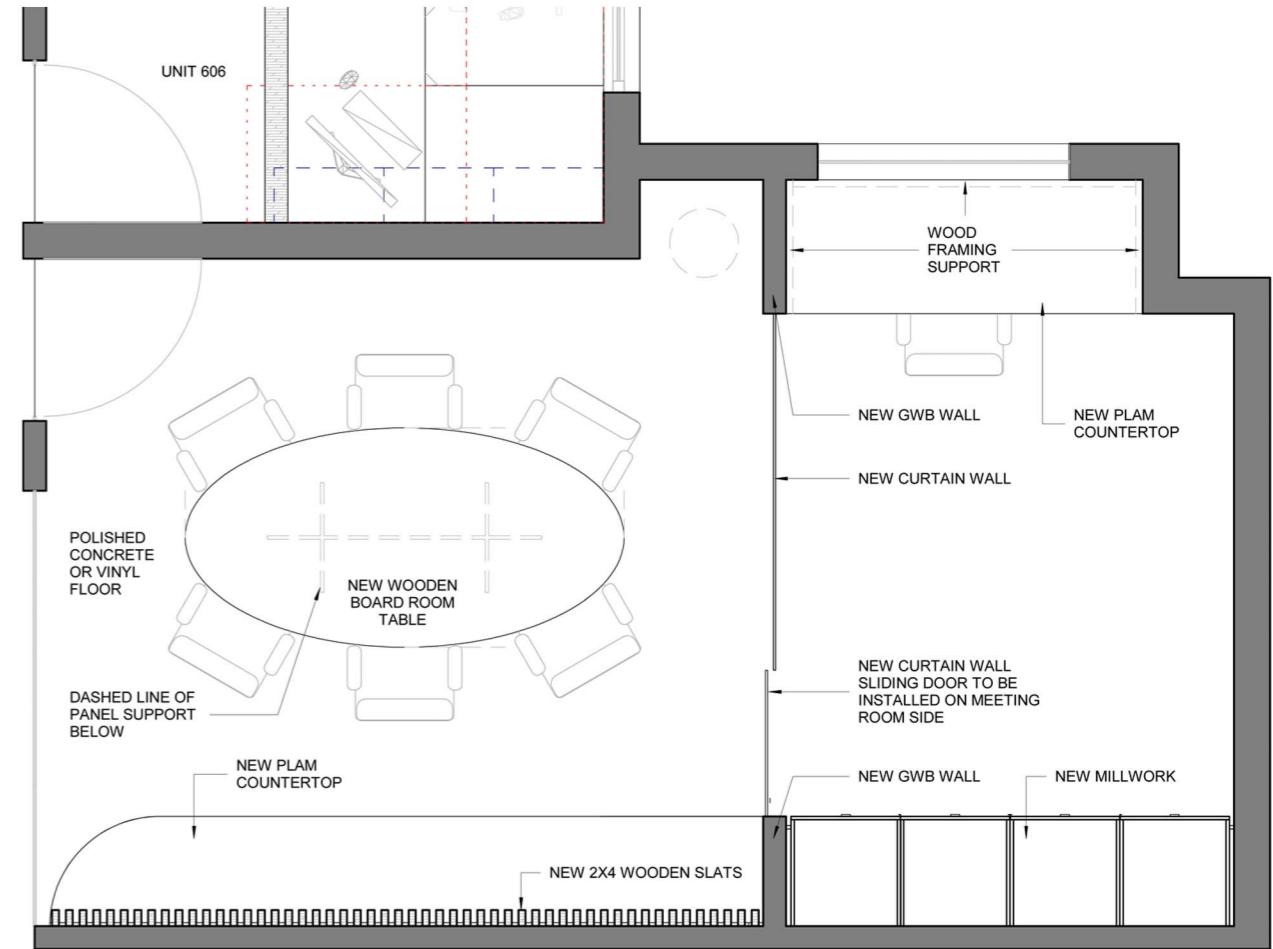 UNIT 606
WOOD
FRAMING
SUPPORT
NEW GWB WALL
NEW PLAM
COUNTERTOP
NEW CURTAIN WALL
POLISHED
CONCRETE
OR VINYL
FLOOR
NEW WOODEN
BOARD ROOM
TABLE
DASHED LINE OF
PANEL SUPPORT
BELOW
NEW CURTAIN WALL
SLIDING DOOR TO BE
INSTALLED ON MEETING
ROOM SIDE
NEW PLAM
COUNTERTOP
NEW GWB WALL
NEW MILLWORK
NEW 2X4 WOODEN SLATS